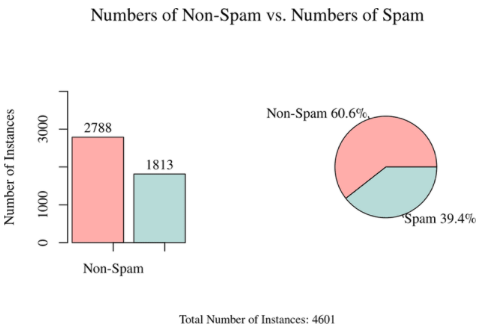 Numbers of Non-Spam vs. Numbers of Spam
Number of Instances
3000
1000
0
2788
1813
Non-Spam
Non-Spam 60.6%
Spam 39.4%
Total Number of Instances: 4601